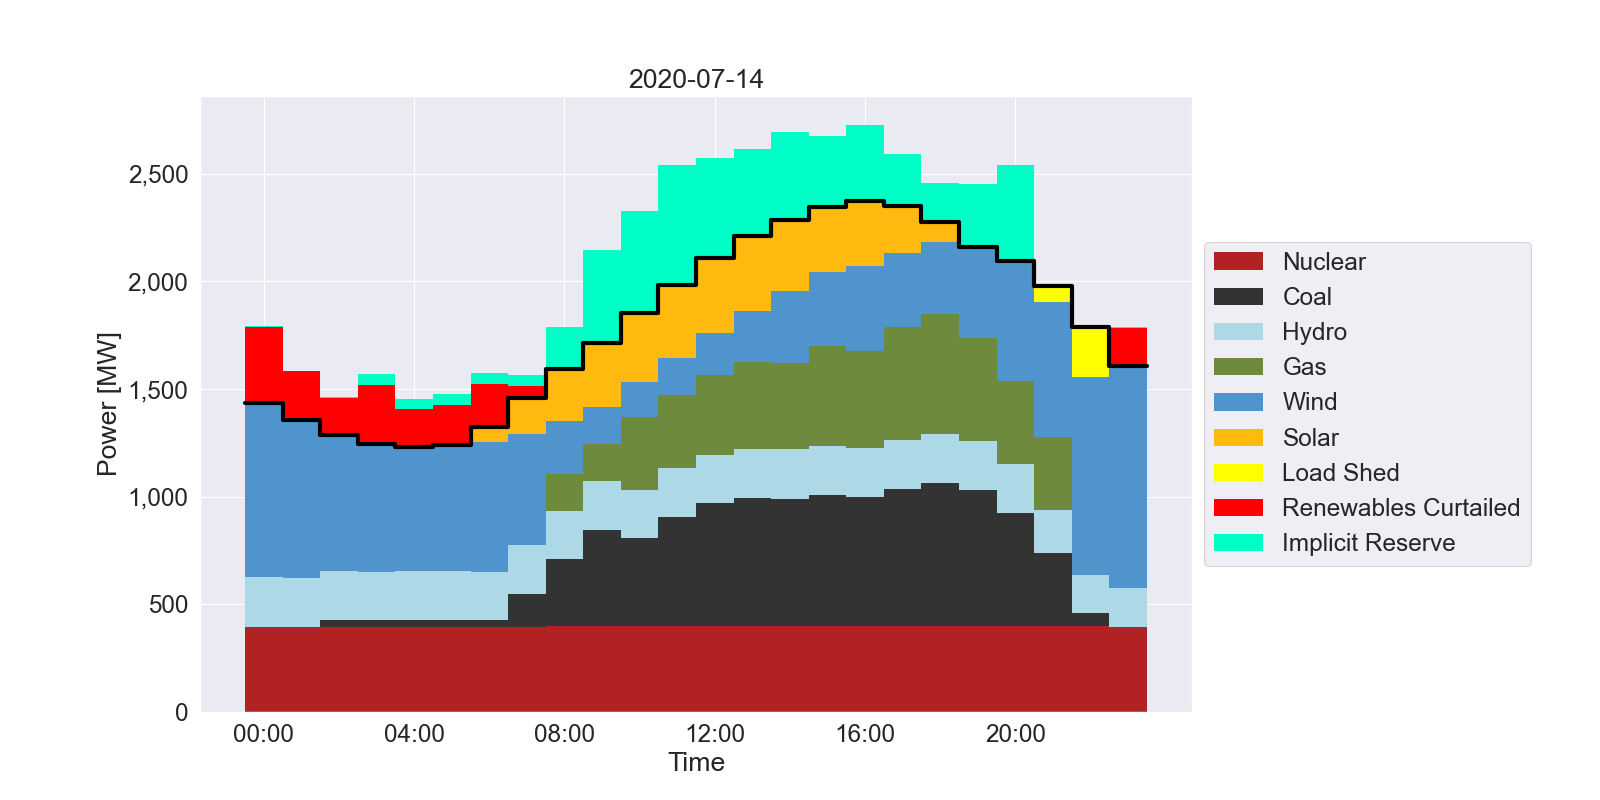 2020-07-14
Power [MW]
2,500
2,000
1,500
1,000
500
0
00:00 04:00 08:00 12:00 16:00 20:00
Time
Nuclear
Coal
Hydro
Gas
Wind
Solar
Load Shed
Renewables Curtailed
Implicit Reserve